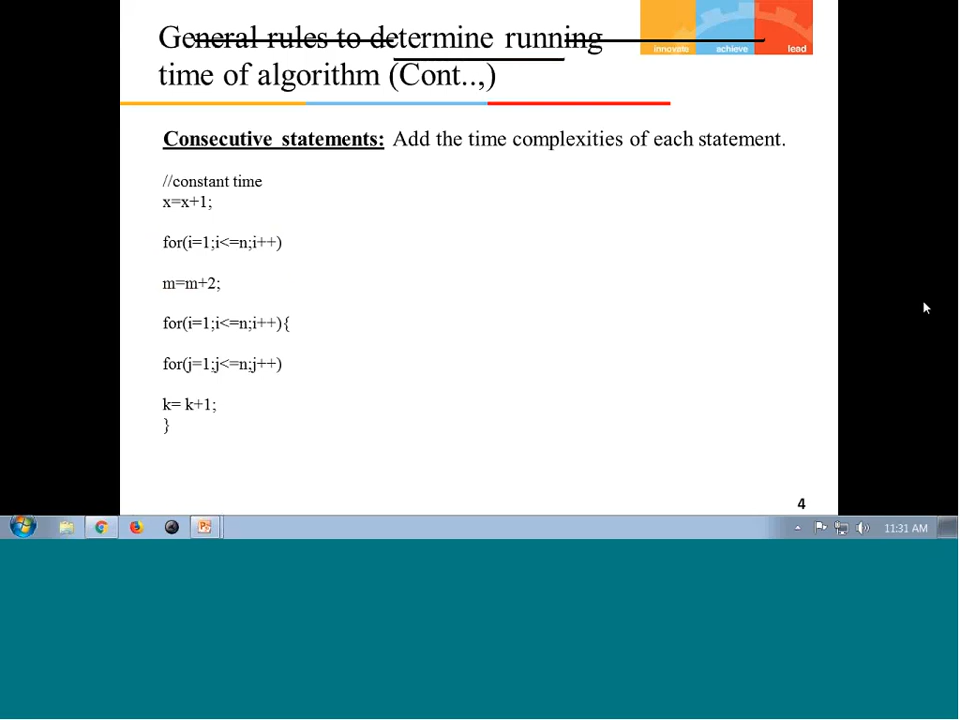 General rules to determine running
time of algorithm (Cont..,)
innovate achieve lead
Consecutive statements: Add the time complexities of each statement.
//constant time
x=x+1;
for(i=1;i<=n;i++)
m=m+2;
for(i=1;i<=n;i++){
for(j=1;j<=n;j++)
k= k+1;
}
4
11:31 AM